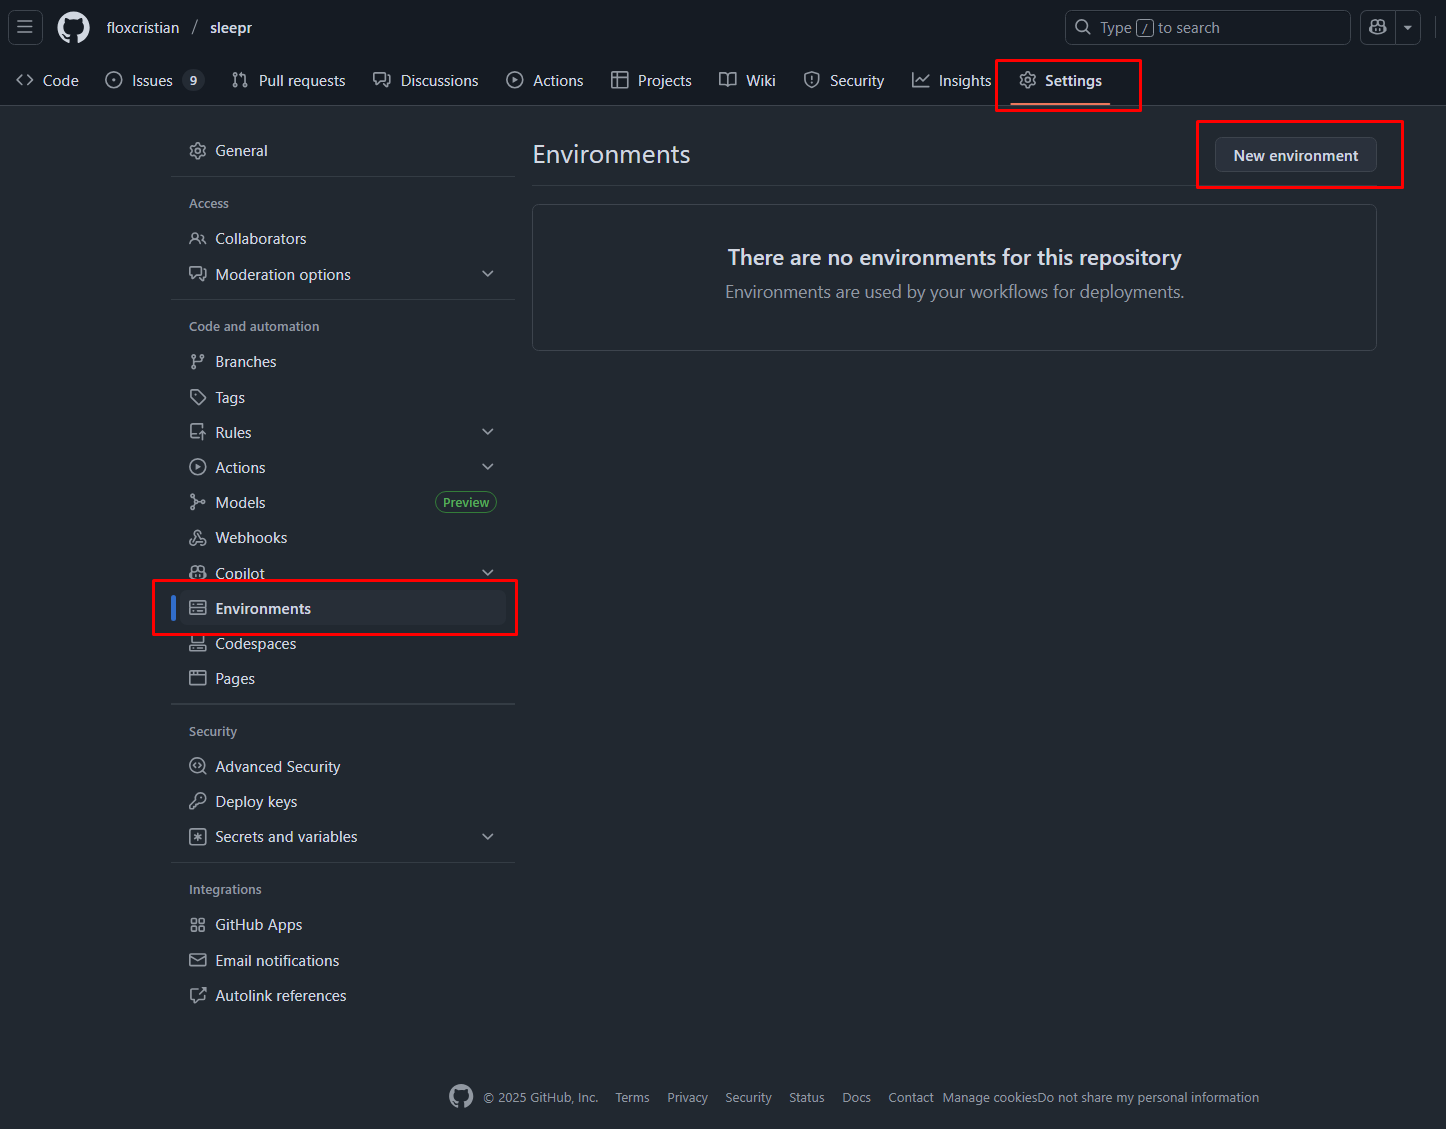 floxcristian / sleepr
Type / to search
Code
Issues 9
Pull requests
Discussions
Actions
Projects
Wiki
Security
Insights
Settings
General
Access
Collaborators
Moderation options
Code and automation
Branches
Tags
Rules
Actions
Models Preview
Webhooks
Copilot
Environments
Codespaces
Pages
Security
Advanced Security
Deploy keys
Secrets and variables
Integrations
GitHub Apps
Email notifications
Autolink references
Environments
New environment
There are no environments for this repository
Environments are used by your workflows for deployments.
© 2025 GitHub, Inc. Terms Privacy Security Status Docs Contact Manage cookiesDo not share my personal information